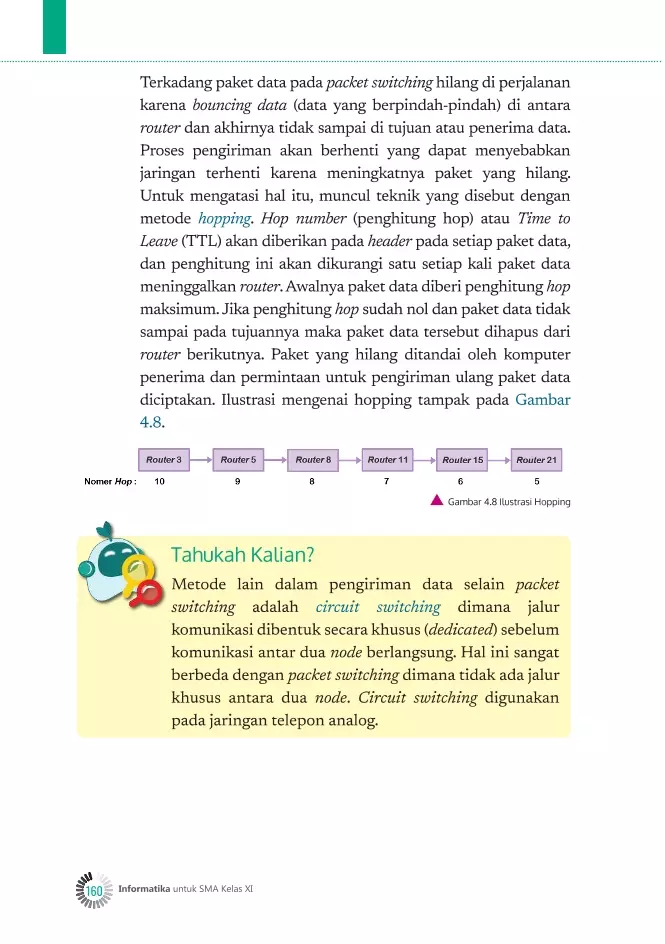 Terkadang paket data pada packet switching hilang di perjalanan
karena bouncing data (data yang berpindah-pindah) di antara
router dan akhirnya tidak sampai di tujuan atau penerima data.
Proses pengiriman akan berhenti yang dapat menyebabkan
jaringan terhenti karena meningkatnya paket yang hilang.
Untuk mengatasi hal itu, muncul teknik yang disebut dengan
metode hopping. Hop number (penghitung hop) atau Time to
Leave (TTL) akan diberikan pada header pada setiap paket data,
dan penghitung ini akan dikurangi satu setiap kali paket data
meninggalkan router. Awalnya paket data diberi penghitung hop
maksimum. Jika penghitung hop sudah nol dan paket data tidak
sampai pada tujuannya maka paket data tersebut dihapus dari
router berikutnya. Paket yang hilang ditandai oleh komputer
penerima dan permintaan untuk pengiriman ulang paket data
diciptakan. Ilustrasi mengenai hopping tampak pada Gambar
4.8.
Router 3 Router 5 Router 8 Router 11 Router 15 Router 21
Nomer Hop : 10 9 8 7 6 5
Gambar 4.8 Ilustrasi Hopping
Tahukah Kalian?
Metode lain dalam pengiriman data selain packet
switching adalah circuit switching dimana jalur
komunikasi dibentuk secara khusus (dedicated) sebelum
komunikasi antar dua node berlangsung. Hal ini sangat
berbeda dengan packet switching dimana tidak ada jalur
khusus antara dua node. Circuit switching digunakan
pada jaringan telepon analog.
160 Informatika untuk SMA Kelas XI